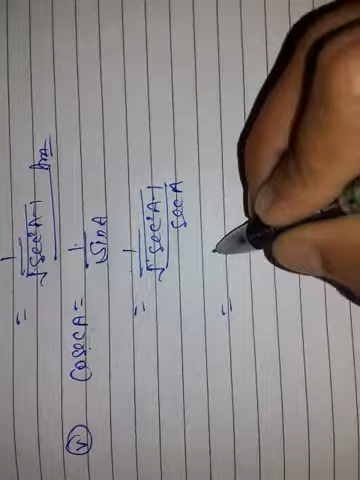 = 1/√(sec²A-1) Ans
(v) CosecA = 1/SinA
= 1/(√(sec²A-1)/secA)
=